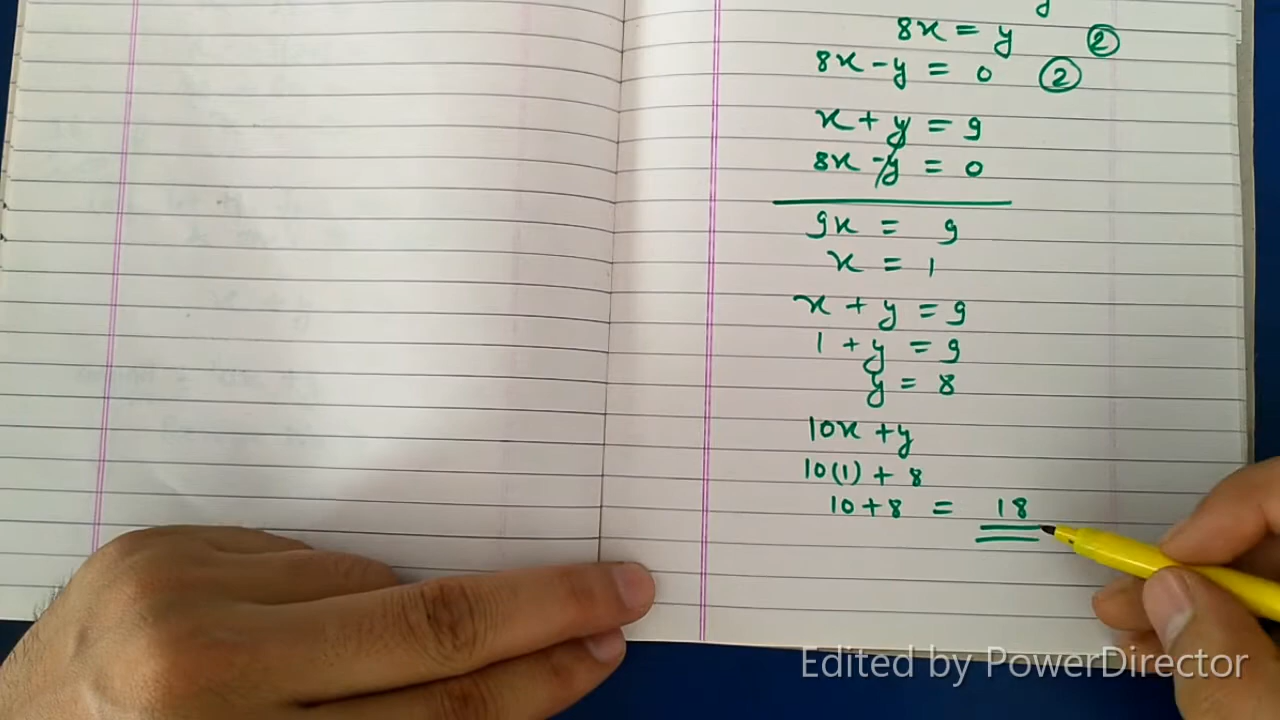 8x = y ②
8x - y = 0 ②
x + y = 9
8x - y = 0
9x = 9
x = 1
x + y = 9
1 + y = 9
y = 8
10x + y
10(1) + 8
10 + 8 = 18
Edited by PowerDirector